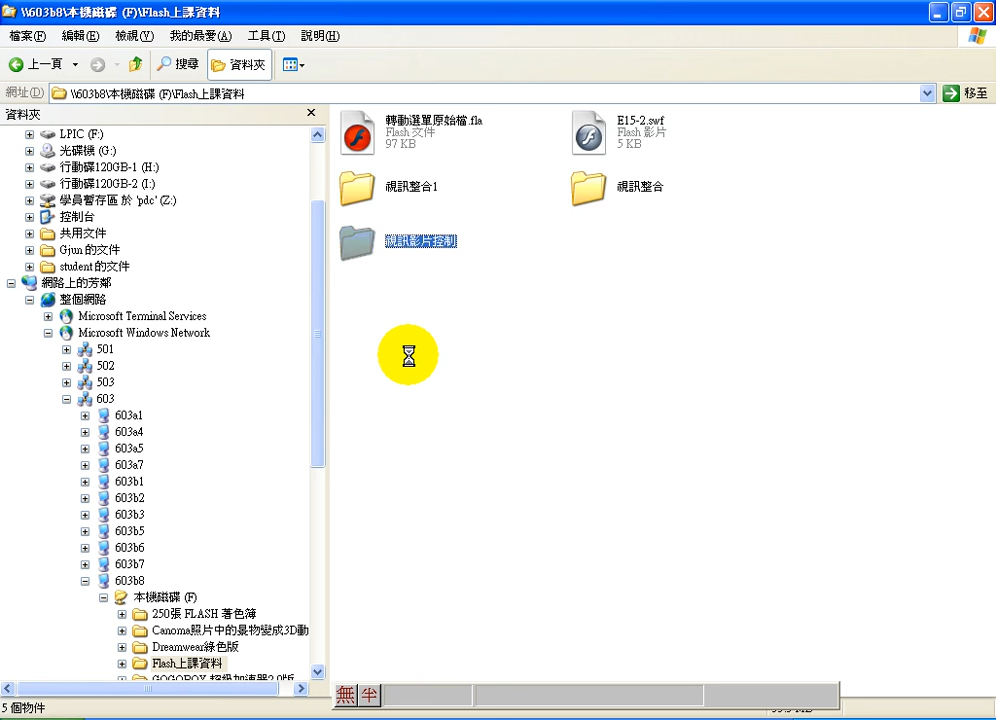 \\603b8\本機磁碟 (F)\Flash上課資料
檔案(F) 編輯(E) 檢視(V) 我的最愛(A) 工具(T) 說明(H)
上一頁 搜尋 資料夾
網址(D) \\603b8\本機磁碟 (F)\Flash上課資料 移至
資料夾
LPIC (F:)
光碟機 (G:)
行動碟120GB-1 (H:)
行動碟120GB-2 (I:)
學員暫存區 於 'pdc' (Z:)
控制台
共用文件
Gjun 的文件
student 的文件
網路上的芳鄰
整個網路
Microsoft Terminal Services
Microsoft Windows Network
501
502
503
603
603a1
603a4
603a5
603a7
603b1
603b2
603b3
603b5
603b6
603b7
603b8
本機磁碟 (F)
250張 FLASH 著色簿
Canoma照片中的景物變成3D動
Dreamwear綠色版
Flash上課資料
轉動選單原始檔.fla
Flash 文件
97 KB
E15-2.swf
Flash 影片
5 KB
視訊整合1
視訊整合
視訊影片控制
無 半
5 個物件